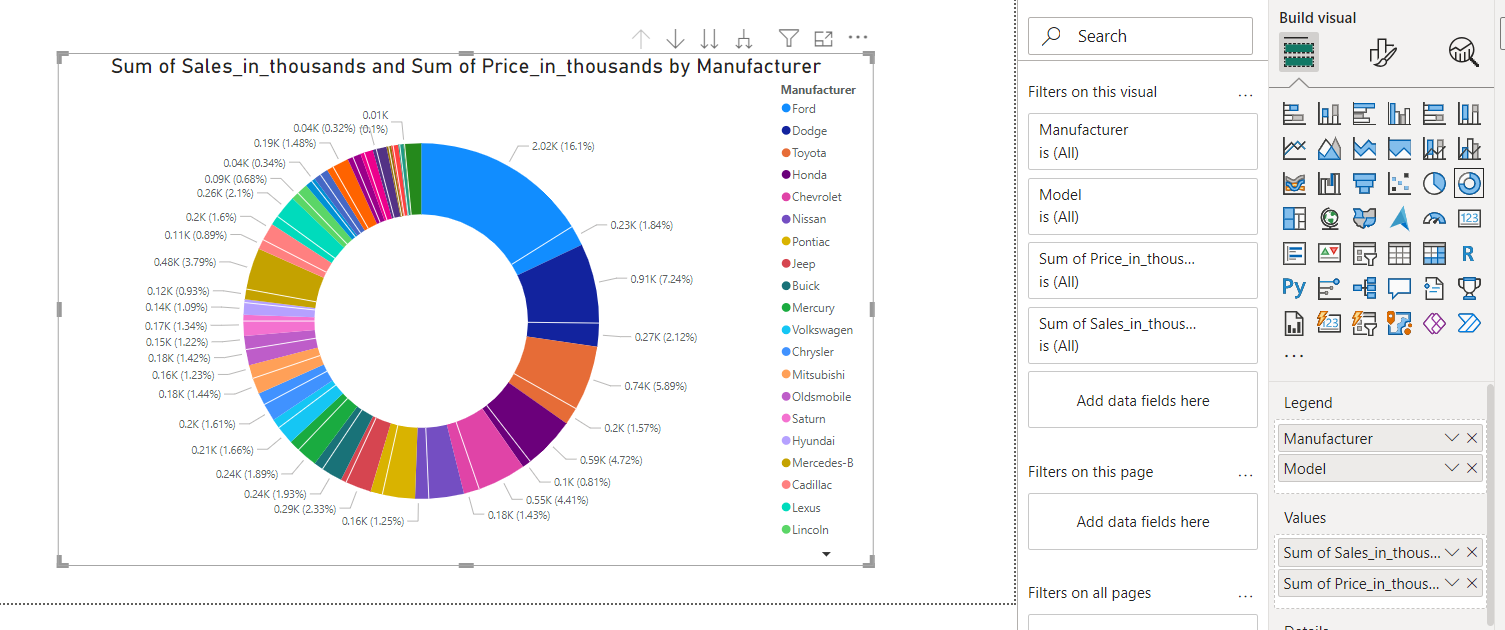 Sum of Sales_in_thousands and Sum of Price_in_thousands by Manufacturer
0.01K
(0.1%)
0.04K (0.32%)
0.19K (1.48%)
0.04K (0.34%)
0.09K (0.68%)
0.26K (2.1%)
0.2K (1.6%)
0.11K (0.89%)
0.48K (3.79%)
0.12K (0.93%)
0.14K (1.09%)
0.17K (1.34%)
0.15K (1.22%)
0.18K (1.42%)
0.16K (1.23%)
0.18K (1.44%)
0.2K (1.61%)
0.21K (1.66%)
0.24K (1.89%)
0.24K (1.93%)
0.29K (2.33%)
0.16K (1.25%)
2.02K (16.1%)
0.23K (1.84%)
0.91K (7.24%)
0.27K (2.12%)
0.74K (5.89%)
0.2K (1.57%)
0.59K (4.72%)
0.1K (0.81%)
0.55K (4.41%)
0.18K (1.43%)
Manufacturer
Ford
Dodge
Toyota
Honda
Chevrolet
Nissan
Pontiac
Jeep
Buick
Mercury
Volkswagen
Chrysler
Mitsubishi
Oldsmobile
Saturn
Hyundai
Mercedes-B
Cadillac
Lexus
Lincoln
Search
Filters on this visual
...
Manufacturer
is (All)
Model
is (All)
Sum of Price_in_thous...
is (All)
Sum of Sales_in_thous...
is (All)
Add data fields here
Filters on this page
...
Add data fields here
Filters on all pages
...
Build visual
123
R
Py
123
...
Legend
Manufacturer
Model
Values
Sum of Sales_in_thous...
Sum of Price_in_thous...